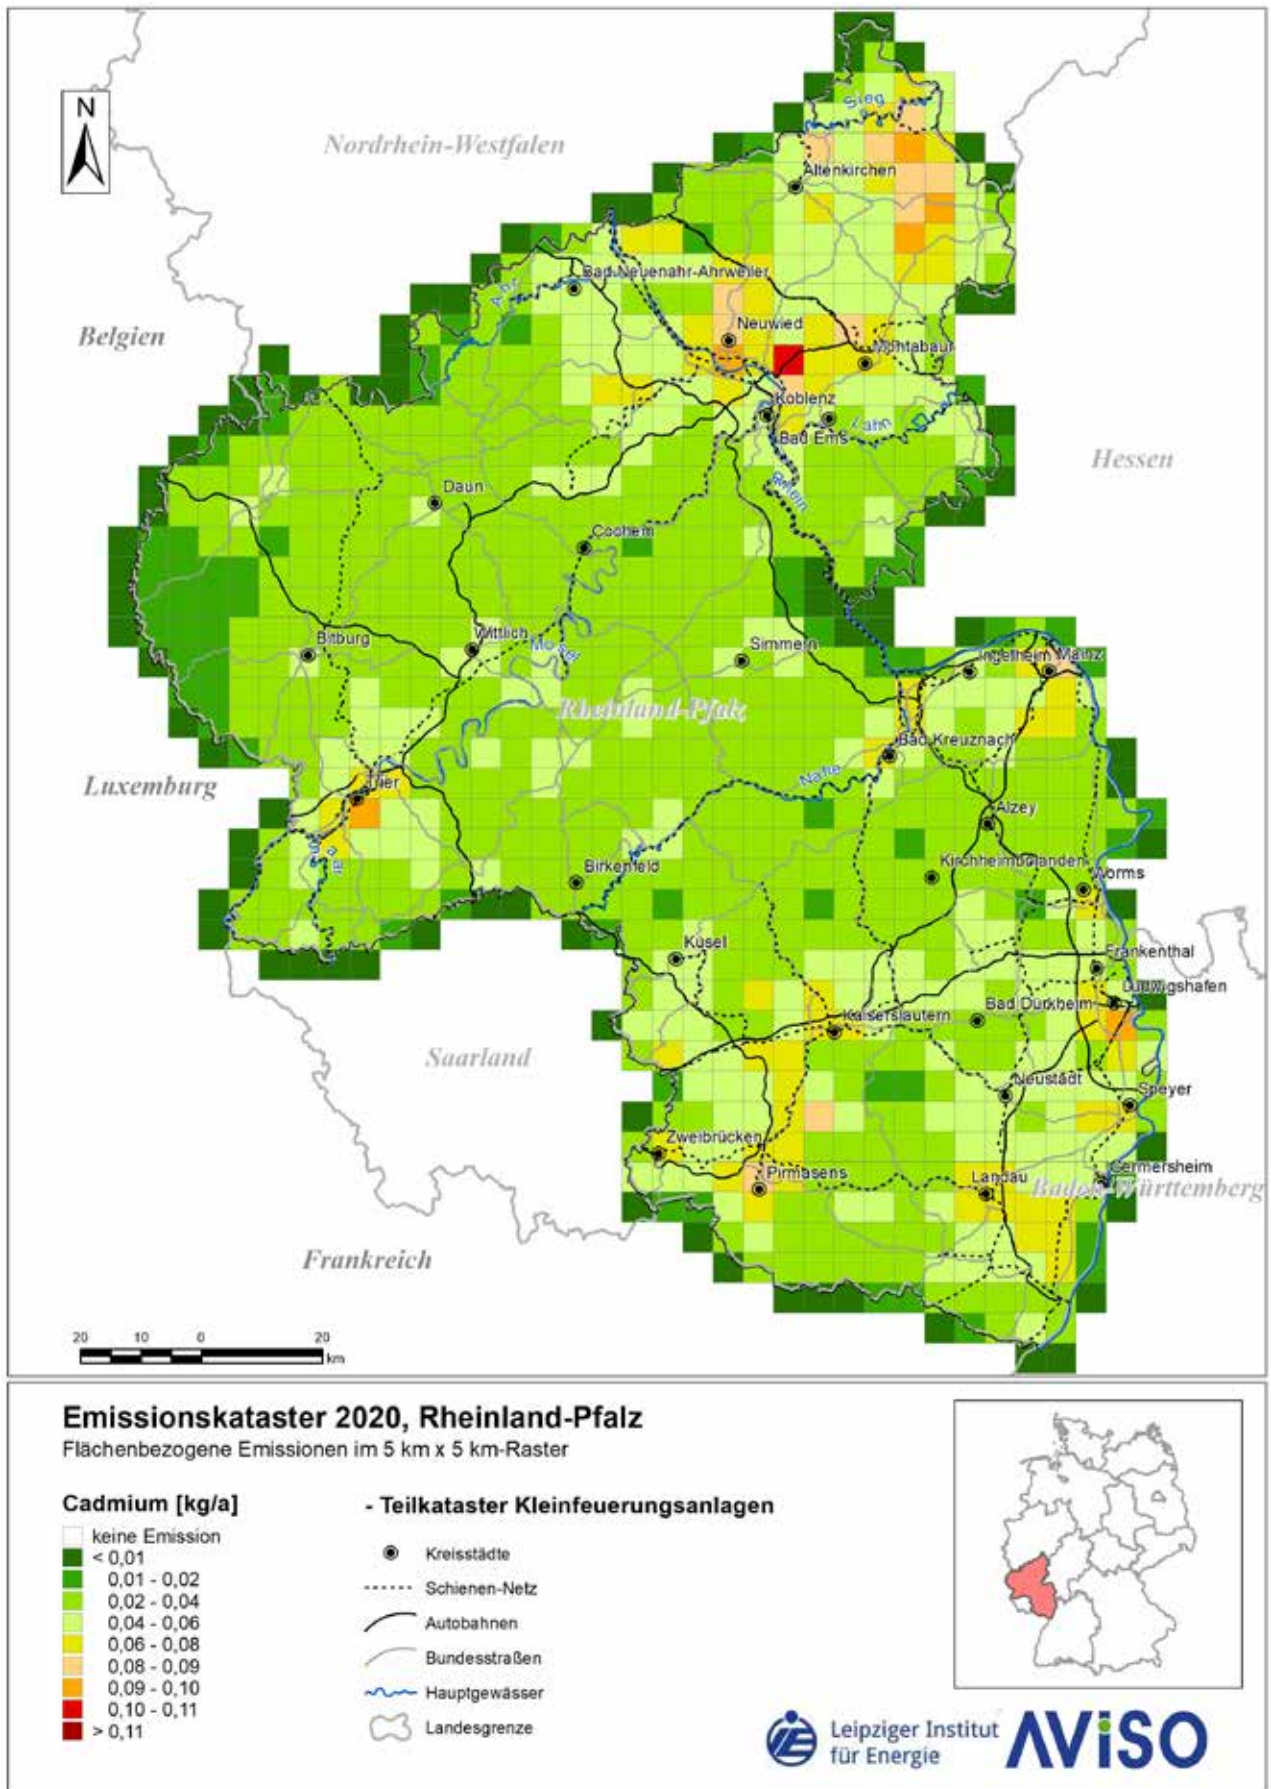 N
Nordrhein-Westfalen
Sieg
Altenkirchen
Bad Neuenahr-Ahrweiler
Ahr
Belgien
Neuwied
Montabaur
Koblenz
Bad Ems
Lahn
Hessen
Rhein
Daun
Cochem
Bitburg
Wittlich
Mosel
Simmern
Ingelheim
Mainz
Rheinland-Pfalz
Bad Kreuznach
Luxemburg
Trier
Nahe
Alzey
Saar
Birkenfeld
Kirchheimbolanden
Worms
Kusel
Frankenthal
Ludwigshafen
Kaiserslautern
Bad Dürkheim
Saarland
Neustadt
Speyer
Zweibrücken
Pirmasens
Landau
Germersheim
Baden-Württemberg
Frankreich
20 10 0 20
km
Emissionskataster 2020, Rheinland-Pfalz
Flächenbezogene Emissionen im 5 km x 5 km-Raster
Cadmium [kg/a]
keine Emission
< 0,01
0,01 - 0,02
0,02 - 0,04
0,04 - 0,06
0,06 - 0,08
0,08 - 0,09
0,09 - 0,10
0,10 - 0,11
> 0,11
- Teilkataster Kleinfeuerungsanlagen
Kreisstädte
Schienen-Netz
Autobahnen
Bundesstraßen
Hauptgewässer
Landesgrenze
Leipziger Institut
für Energie
AViSO